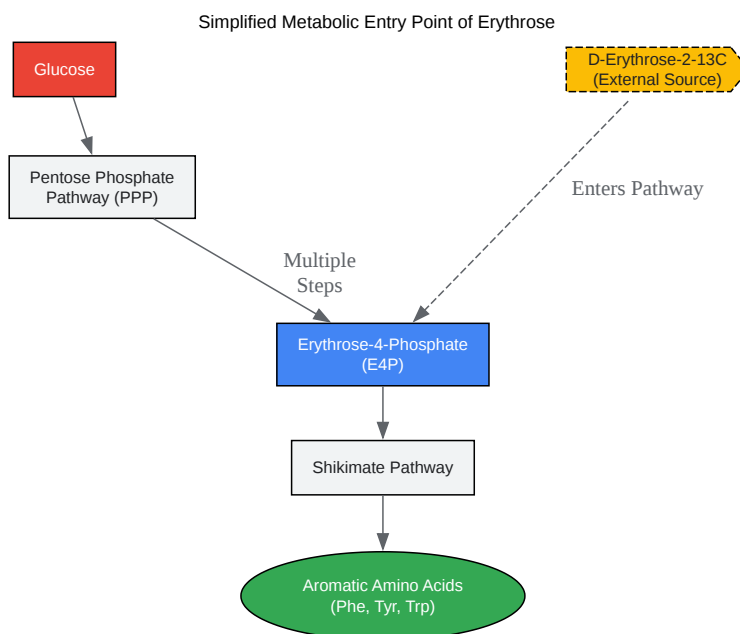 Simplified Metabolic Entry Point of Erythrose
Glucose
D-Erythrose-2-13C
(External Source)
Pentose Phosphate
Pathway (PPP)
Enters Pathway
Multiple
Steps
Erythrose-4-Phosphate
(E4P)
Shikimate Pathway
Aromatic Amino Acids
(Phe, Tyr, Trp)